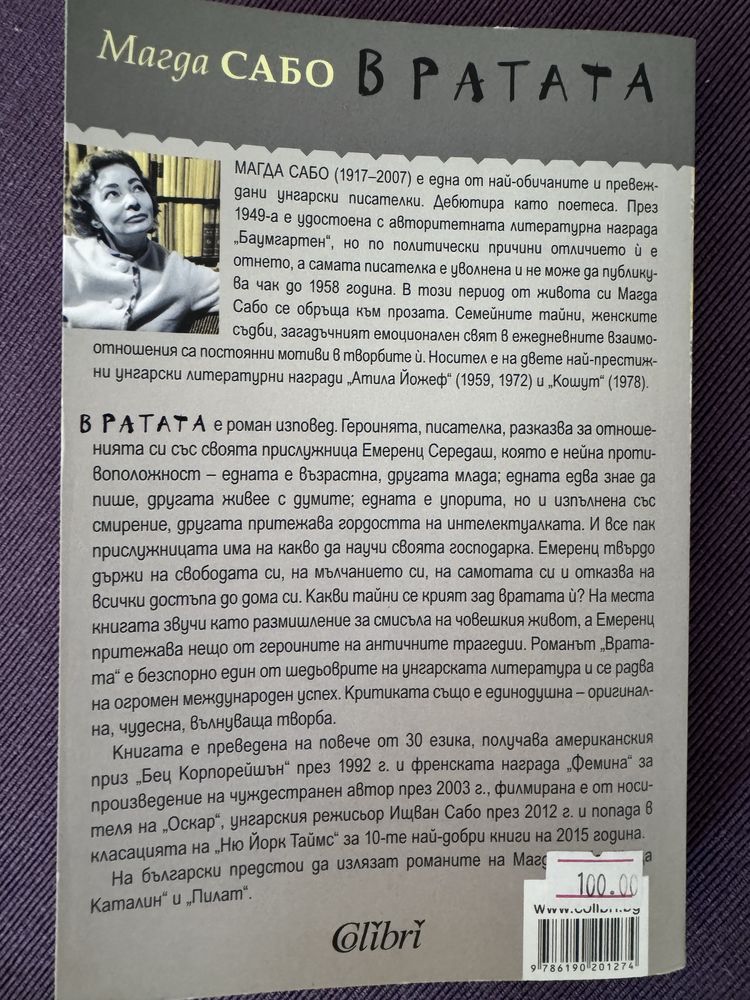 Магда САБО ВРАТАТА
МАГДА САБО (1917–2007) е една от най-обичаните и превеж-
дани унгарски писателки. Дебютира като поетеса. През
1949-а е удостоена с авторитетната литературна награда
„Баумгартен“, но по политически причини отличието ѝ е
отнето, а самата писателка е уволнена и не може да публику-
ва чак до 1958 година. В този период от живота си Магда
Сабо се обръща към прозата. Семейните тайни, женските
съдби, загадъчният емоционален свят в ежедневните взаимо-
отношения са постоянни мотиви в творбите ѝ. Носител е на двете най-престиж-
ни унгарски литературни награди „Атила Йожеф“ (1959, 1972) и „Кошут“ (1978).
ВРАТАТА е роман изповед. Героинята, писателка, разказва за отноше-
нията си със своята прислужница Емеренц Середаш, която е нейна проти-
воположност – едната е възрастна, другата млада; едната едва знае да
пише, другата живее с думите; едната е упорита, но и изпълнена със
смирение, другата притежава гордостта на интелектуалката. И все пак
прислужницата има на какво да научи своята господарка. Емеренц твърдо
държи на свободата си, на мълчанието си, на самотата си и отказва на
всички достъпа до дома си. Какви тайни се крият зад вратата ѝ? На места
книгата звучи като размишление за смисъла на човешкия живот, а Емеренц
притежава нещо от героините на античните трагедии. Романът „Врата-
та“ е безспорно един от шедьоврите на унгарската литература и се радва
на огромен международен успех. Критиката също е единодушна – оригинал-
на, чудесна, вълнуваща творба.
Книгата е преведена на повече от 30 езика, получава американския
приз „Бец Корпорейшън“ през 1992 г. и френската награда „Фемина“ за
произведение на чуждестранен автор през 2003 г., филмирана е от носи-
теля на „Оскар“, унгарския режисьор Ищван Сабо през 2012 г. и попада в
класацията на „Ню Йорк Таймс“ за 10-те най-добри книги на 2015 година.
На български предстои да излязат романите на Магд
Каталин“ и „Пилат“.
100.00
www.colibri.bg
Colibri
9 786190 201274